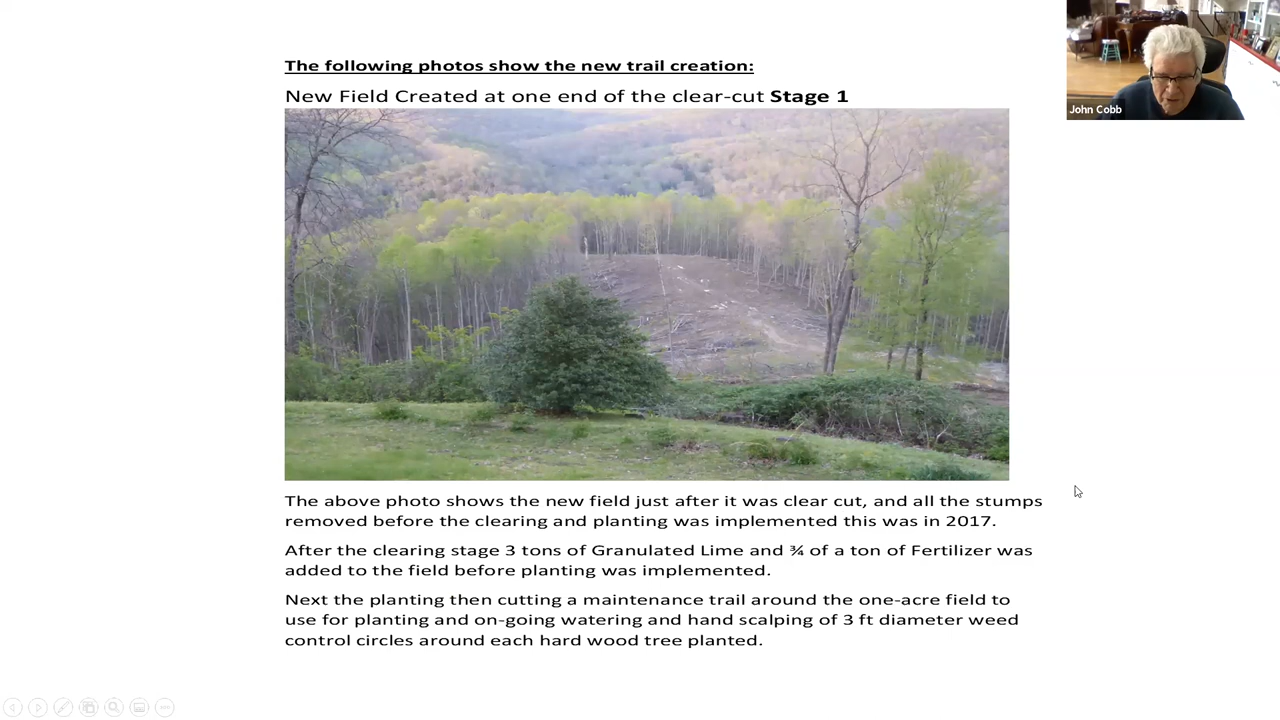 The following photos show the new trail creation:
New Field Created at one end of the clear-cut Stage 1
John Cobb
The above photo shows the new field just after it was clear cut, and all the stumps
removed before the clearing and planting was implemented this was in 2017.
After the clearing stage 3 tons of Granulated Lime and ¾ of a ton of Fertilizer was
added to the field before planting was implemented.
Next the planting then cutting a maintenance trail around the one-acre field to
use for planting and on-going watering and hand scalping of 3 ft diameter weed
control circles around each hard wood tree planted.